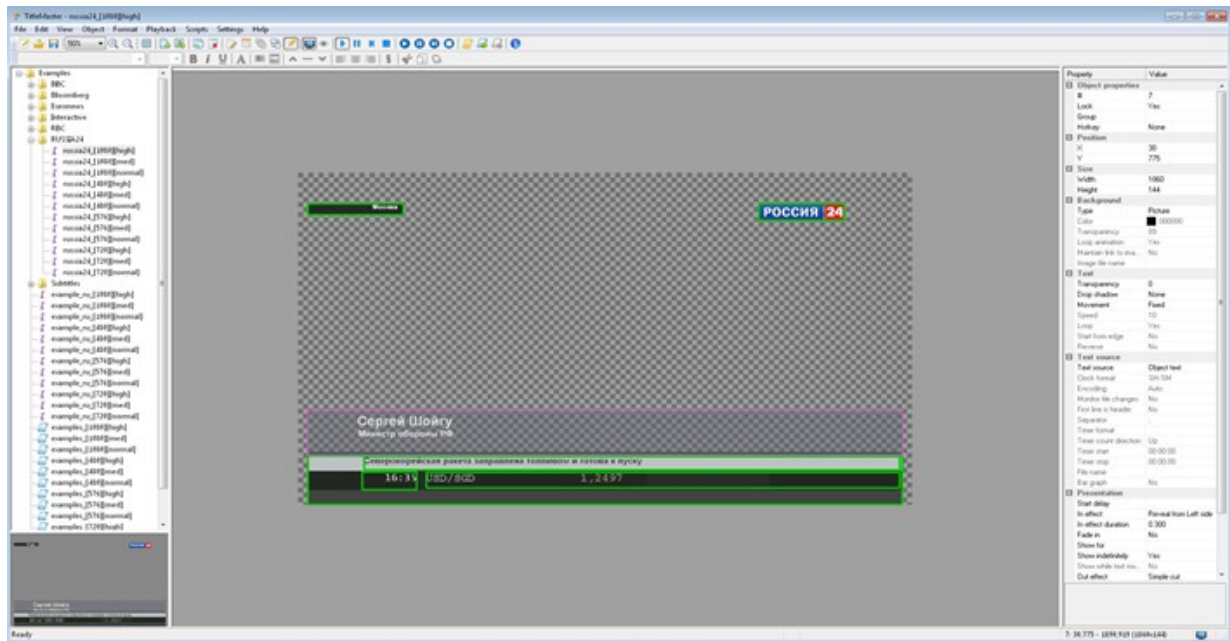 TitleMaster - russia24_[1080][high]
File Edit View Object Format Playback Scripts Settings Help
50%
B I U A
Examples
BBC
Bloomberg
Euronews
Interactive
RBC
RUSSIA24
russia24_[1080][high]
russia24_[1080][med]
russia24_[1080][normal]
russia24_[480][high]
russia24_[480][med]
russia24_[480][normal]
russia24_[576][high]
russia24_[576][med]
russia24_[576][normal]
russia24_[720][high]
russia24_[720][med]
russia24_[720][normal]
Subtitles
example_ru_[1080][high]
example_ru_[1080][med]
example_ru_[1080][normal]
example_ru_[480][high]
example_ru_[480][med]
example_ru_[480][normal]
example_ru_[576][high]
example_ru_[576][med]
example_ru_[576][normal]
example_ru_[720][high]
example_ru_[720][med]
example_ru_[720][normal]
examples_[1080][high]
examples_[1080][med]
examples_[1080][normal]
examples_[480][high]
examples_[480][med]
examples_[480][normal]
examples_[576][high]
examples_[576][med]
examples_[576][normal]
examples_[720][high]
Москва
РОССИЯ 24
Сергей Шойгу
Министр обороны РФ
Северокорейская ракета заправлена топливом и готова к пуску
16:35 USD/SGD 1,2497
Property Value
Object properties
# 7
Lock Yes
Group
Hotkey None
Position
X 30
Y 775
Size
Width 1860
Height 144
Background
Type Picture
Color 000000
Transparency
Loop animation Yes
Maintain link to ima... No
Image file name
Text
Transparency 0
Drop shadow None
Movement Fixed
Speed 10
Loop Yes
Start from edge No
Reverse No
Text source
Text source Object text
Clock format
Encoding Auto
Monitor file changes No
First line is header No
Separator ;
Timer format
Timer count direction Up
Timer start 00:00:00
Timer stop 00:00:00
File name
Bar graph No
Presentation
Start delay
In effect Reveal from Left side
In effect duration 0.300
Fade in No
Show for
Show indefinitely Yes
Show while text mo... No
Out effect Simple out
Ready
7: 30,775 - 1890,919 (1860x144)